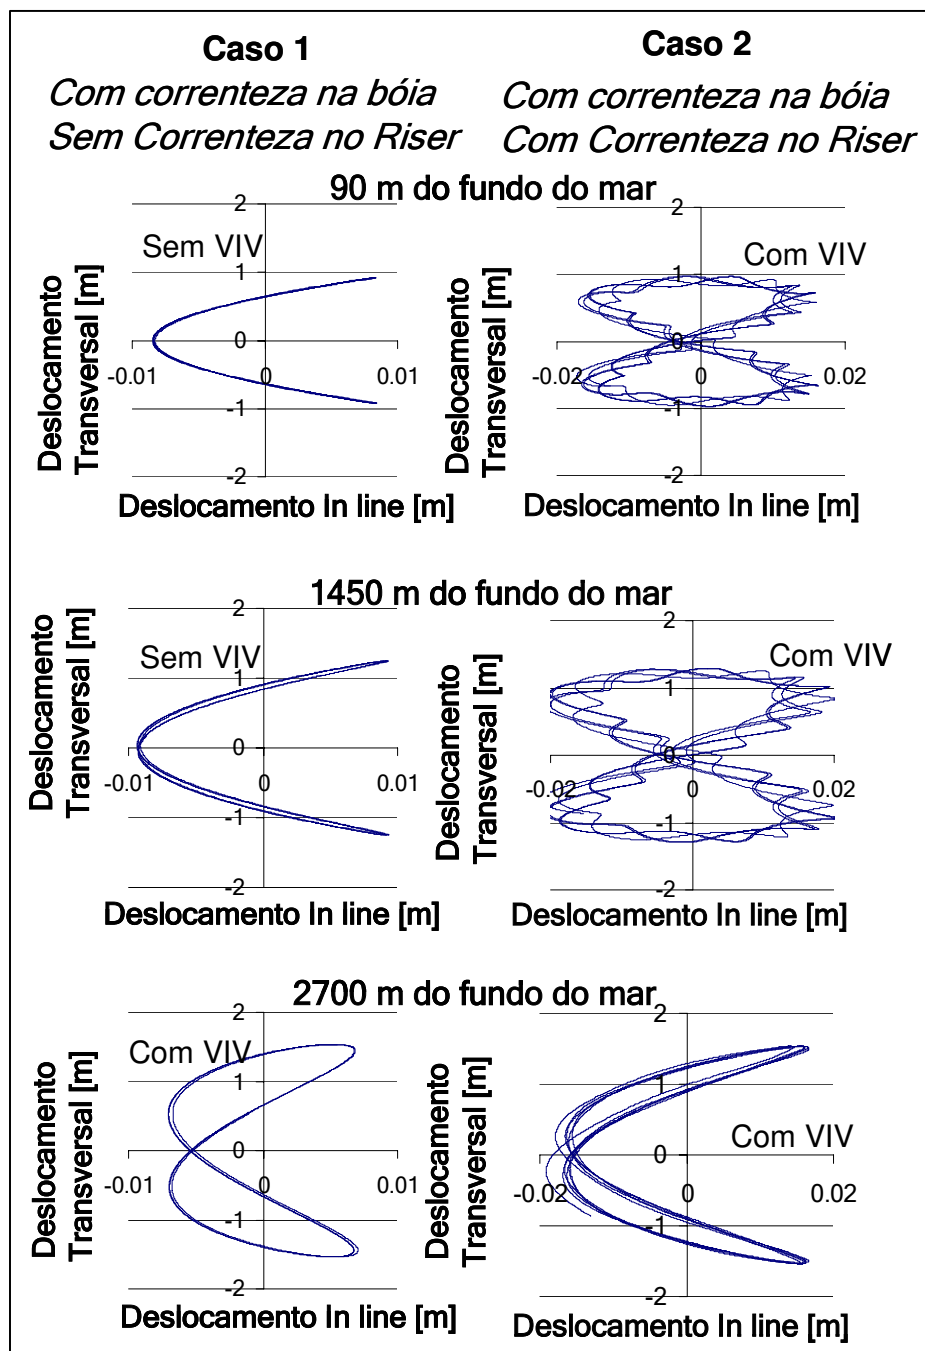 Caso 1
Com correnteza na bóia
Sem Correnteza no Riser
Caso 2
Com correnteza na bóia
Com Correnteza no Riser
90 m do fundo do mar
Sem VIV
2
1
0
-1
-2
-0.01
0
0.01
Deslocamento
Transversal [m]
Deslocamento In line [m]
Com VIV
2
1
0
-1
-2
-0.02
0
0.02
Deslocamento
Transversal [m]
Deslocamento In line [m]
1450 m do fundo do mar
Sem VIV
2
1
0
-1
-2
-0.01
0
0.01
Deslocamento
Transversal [m]
Deslocamento In line [m]
Com VIV
2
1
0
-1
-2
-0.02
0
0.02
Deslocamento
Transversal [m]
Deslocamento In line [m]
2700 m do fundo do mar
Com VIV
2
1
0
-1
-2
-0.01
0
0.01
Deslocamento
Transversal [m]
Deslocamento In line [m]
Com VIV
2
1
0
-1
-2
-0.02
0
0.02
Deslocamento
Transversal [m]
Deslocamento In line [m]